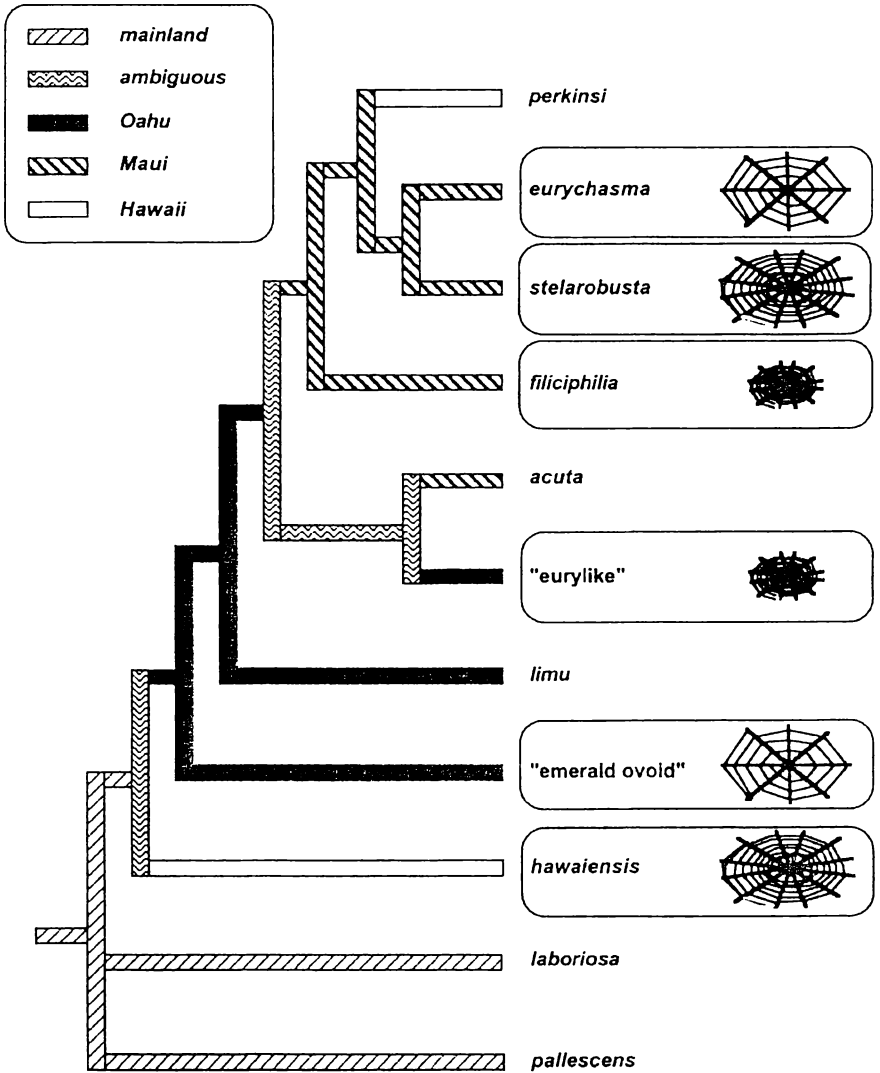 mainland
ambiguous
Oahu
Maui
Hawaii
perkinsi
eurychasma
stelarobusta
filiciphilia
acuta
"eurylike"
limu
"emerald ovoid"
hawaiensis
laboriosa
pallescens